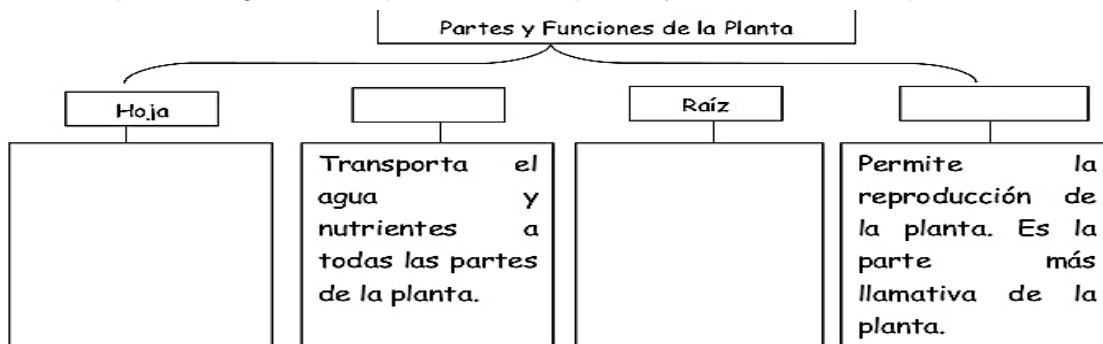 Partes y Funciones de la Planta
Hoja
Raíz
Transporta el
agua y
nutrientes a
todas las partes
de la planta.
Permite la
reproducción de
la planta. Es la
parte más
llamativa de la
planta.